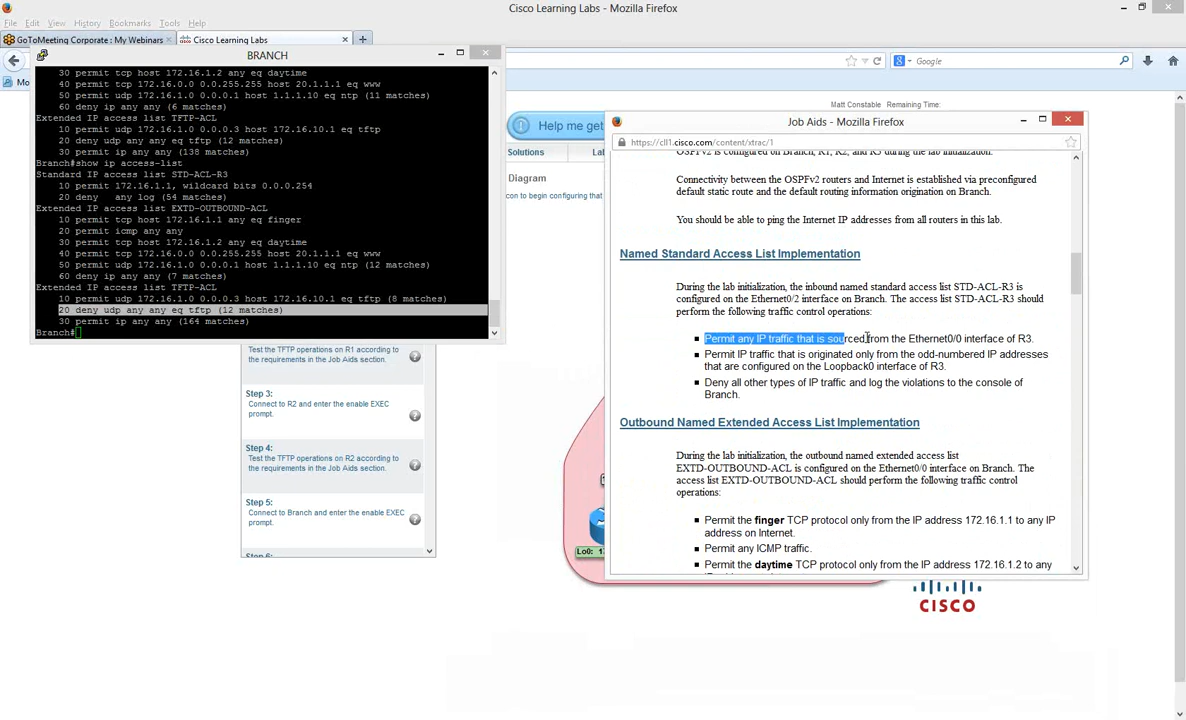 Cisco Learning Labs - Mozilla Firefox
File Edit View History Bookmarks Tools Help
GoToMeeting Corporate : My Webinars
Cisco Learning Labs
Google
Mo
BRANCH
30 permit tcp host 172.16.1.2 any eq daytime
40 permit tcp 172.16.0.0 0.0.255.255 host 20.1.1.1 eq www
50 permit udp 172.16.0.0 0.0.0.1 host 1.1.1.10 eq ntp (11 matches)
60 deny ip any any (6 matches)
Extended IP access list TFTP-ACL
10 permit udp 172.16.1.0 0.0.0.3 host 172.16.10.1 eq tftp
20 deny udp any any eq tftp (12 matches)
30 permit ip any any (138 matches)
Branch#show ip access-list
Standard IP access list STD-ACL-R3
10 permit 172.16.1.1, wildcard bits 0.0.0.254
20 deny any log (54 matches)
Extended IP access list EXTD-OUTBOUND-ACL
10 permit tcp host 172.16.1.1 any eq finger
20 permit icmp any any
30 permit tcp host 172.16.1.2 any eq daytime
40 permit tcp 172.16.0.0 0.0.255.255 host 20.1.1.1 eq www
50 permit udp 172.16.0.0 0.0.0.1 host 1.1.1.10 eq ntp (12 matches)
60 deny ip any any (7 matches)
Extended IP access list TFTP-ACL
10 permit udp 172.16.1.0 0.0.0.3 host 172.16.10.1 eq tftp (8 matches)
20 deny udp any any eq tftp (12 matches)
30 permit ip any any (164 matches)
Branch#
Test the TFTP operations on R1 according to
the requirements in the Job Aids section.
Step 3:
Connect to R2 and enter the enable EXEC
prompt.
Step 4:
Test the TFTP operations on R2 according to
the requirements in the Job Aids section.
Step 5:
Connect to Branch and enter the enable EXEC
prompt.
Matt Constable Remaining Time:
Help me get
Solutions
Lab
Diagram
con to begin configuring that
Lo0: 1
Job Aids - Mozilla Firefox
https://cll1.cisco.com/content/xtrac/1
OSPFv2 is configured on Branch, R1, R2, and R3 during the lab initialization.
Connectivity between the OSPFv2 routers and Internet is established via preconfigured
default static route and the default routing information origination on Branch.
You should be able to ping the Internet IP addresses from all routers in this lab.
Named Standard Access List Implementation
During the lab initialization, the inbound named standard access list STD-ACL-R3 is
configured on the Ethernet0/2 interface on Branch. The access list STD-ACL-R3 should
perform the following traffic control operations:
Permit any IP traffic that is sourced from the Ethernet0/0 interface of R3.
Permit IP traffic that is originated only from the odd-numbered IP addresses
that are configured on the Loopback0 interface of R3.
Deny all other types of IP traffic and log the violations to the console of
Branch.
Outbound Named Extended Access List Implementation
During the lab initialization, the outbound named extended access list
EXTD-OUTBOUND-ACL is configured on the Ethernet0/0 interface on Branch. The
access list EXTD-OUTBOUND-ACL should perform the following traffic control
operations:
Permit the finger TCP protocol only from the IP address 172.16.1.1 to any IP
address on Internet.
Permit any ICMP traffic.
Permit the daytime TCP protocol only from the IP address 172.16.1.2 to any
CISCO